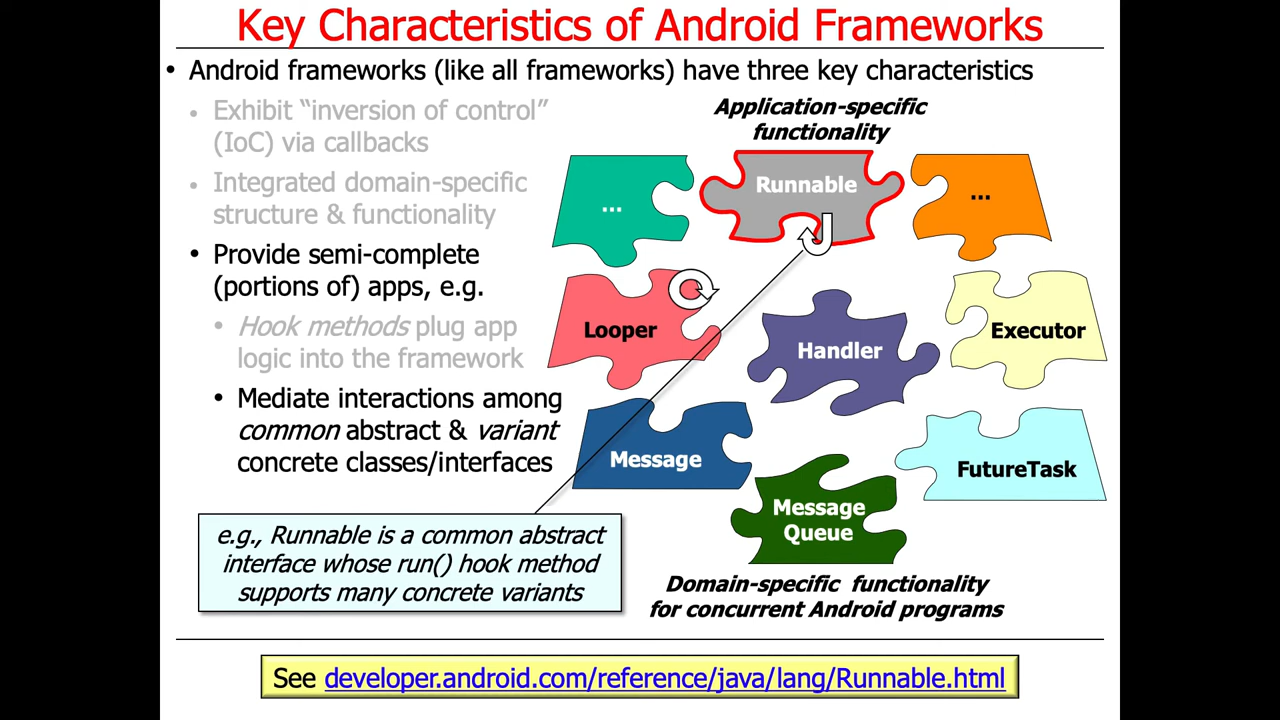 Key Characteristics of Android Frameworks
• Android frameworks (like all frameworks) have three key characteristics
• Exhibit “inversion of control”
(IoC) via callbacks
• Integrated domain-specific
structure & functionality
• Provide semi-complete
(portions of) apps, e.g.
• Hook methods plug app
logic into the framework
• Mediate interactions among
common abstract & variant
concrete classes/interfaces
e.g., Runnable is a common abstract
interface whose run() hook method
supports many concrete variants
Application-specific
functionality
...
Runnable
...
Looper
Handler
Executor
Message
FutureTask
Message
Queue
Domain-specific functionality
for concurrent Android programs
See developer.android.com/reference/java/lang/Runnable.html